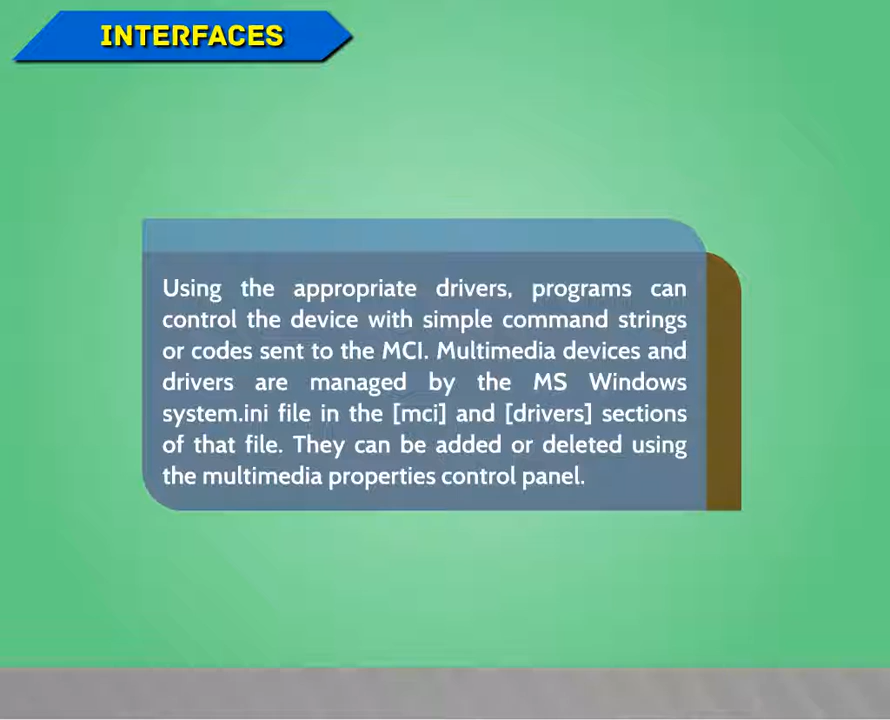 INTERFACES
Using the appropriate drivers, programs can
control the device with simple command strings
or codes sent to the MCI. Multimedia devices and
drivers are managed by the MS Windows
system.ini file in the [mci] and [drivers] sections
of that file. They can be added or deleted using
the multimedia properties control panel.